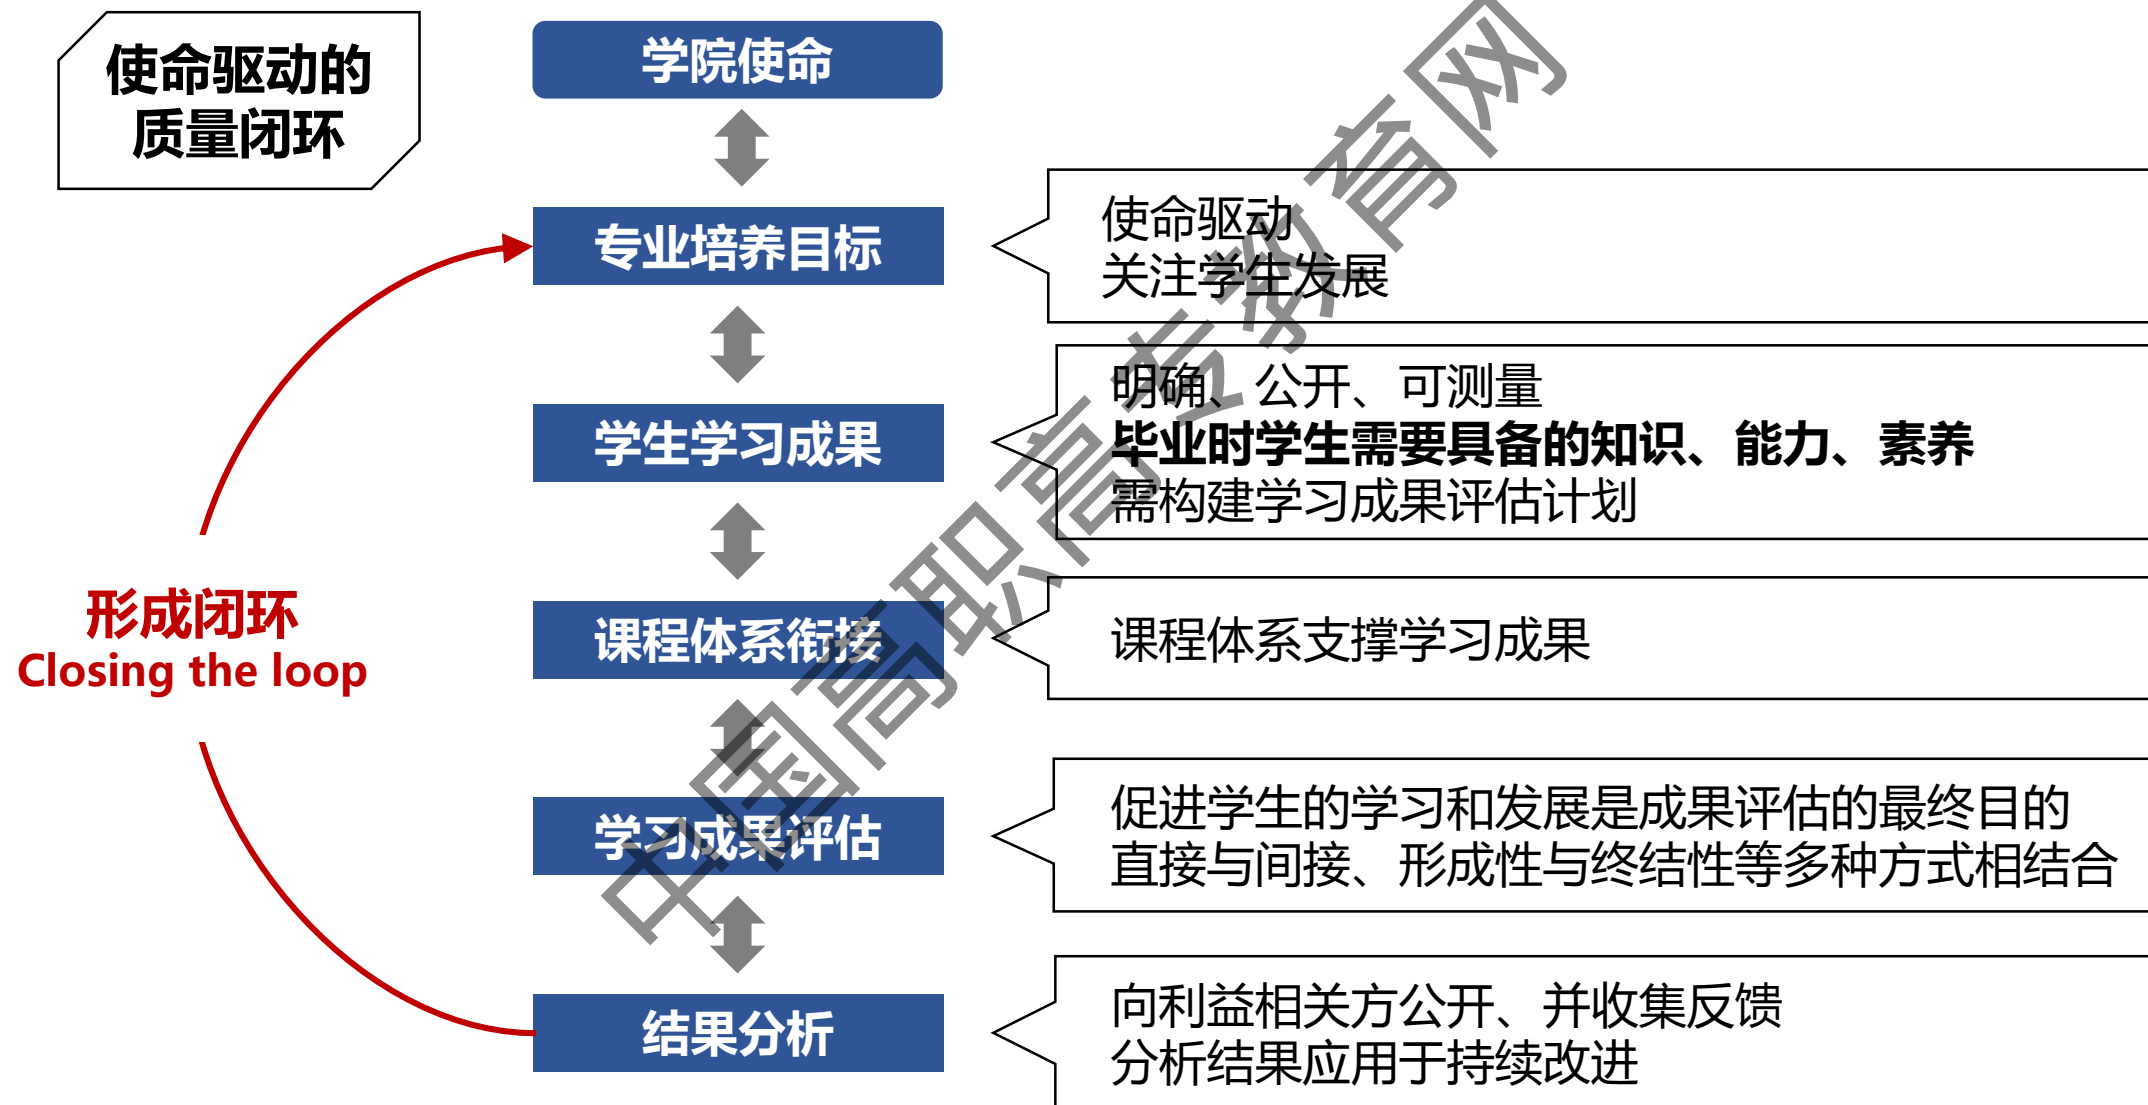 使命驱动的
质量闭环
学院使命
专业培养目标
使命驱动
关注学生发展
学生学习成果
明确、公开、可测量
毕业时学生需要具备的知识、能力、素养
需构建学习成果评估计划
形成闭环
Closing the loop
课程体系衔接
课程体系支撑学习成果
学习成果评估
促进学生的学习和发展是成果评估的最终目的
直接与间接、形成性与终结性等多种方式相结合
结果分析
向利益相关方公开、并收集反馈
分析结果应用于持续改进
中国高职高专教育网